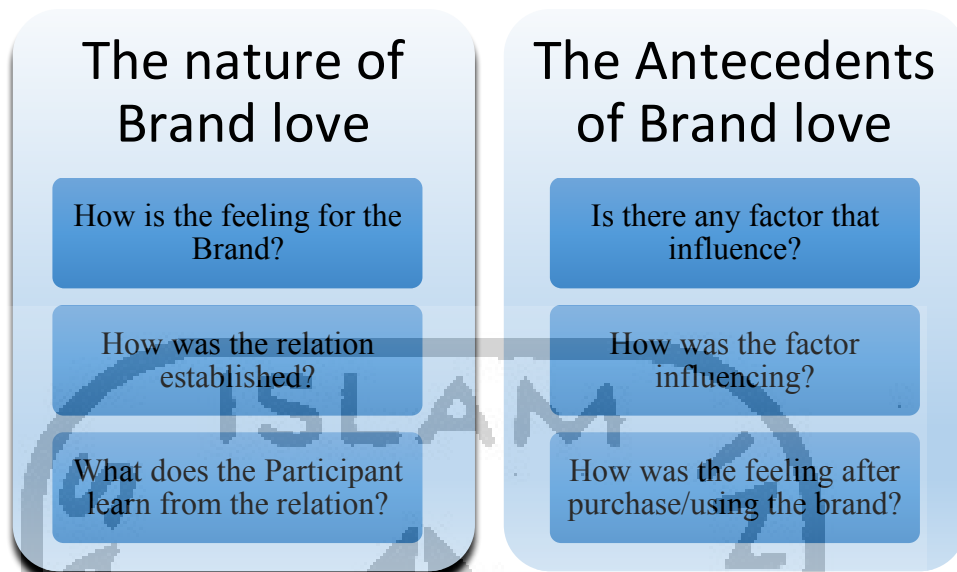 The nature of
Brand love
How is the feeling for the
Brand?
How was the relation
established?
What does the Participant
learn from the relation?
The Antecedents
of Brand love
Is there any factor that
influence?
How was the factor
influencing?
How was the feeling after
purchase/using the brand?
ISLAM